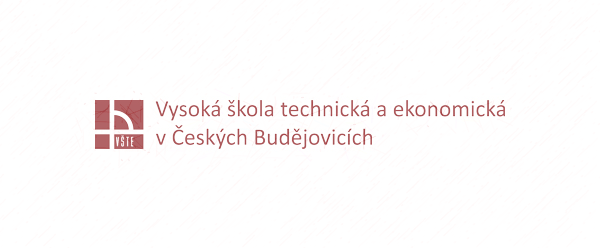 Vysoká škola technická a ekonomická
v Českých Budějovicích
VŠTE